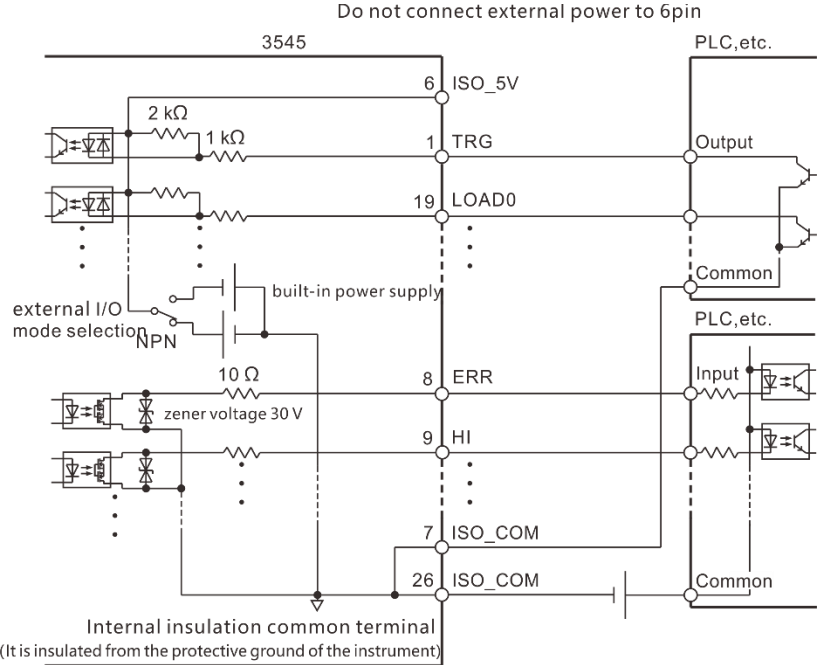 Do not connect external power to 6pin
3545
PLC,etc.
6 ISO_5V
2 kΩ
1 kΩ
1 TRG
Output
19 LOAD0
Common
built-in power supply
external I/O
mode selection
NPN
PLC,etc.
10 Ω
8 ERR
Input
zener voltage 30 V
9 HI
7 ISO_COM
26 ISO_COM
Common
Internal insulation common terminal
(It is insulated from the protective ground of the instrument)